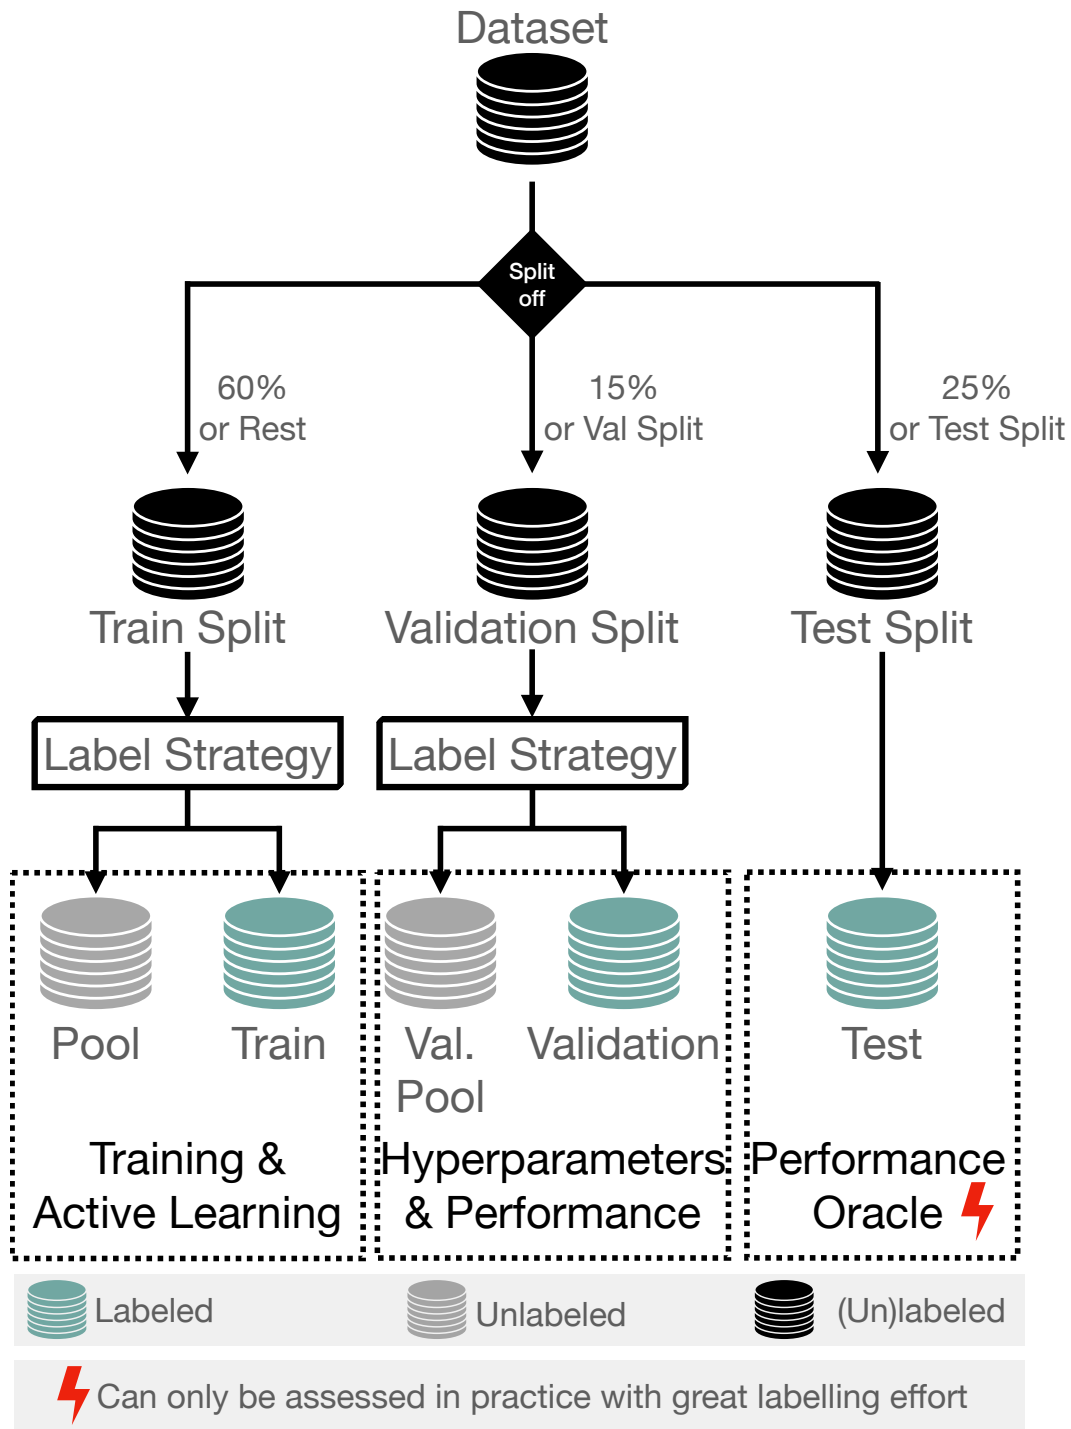 Dataset
Split
off
60%
or Rest
15%
or Val Split
25%
or Test Split
Train Split
Validation Split
Test Split
Label Strategy
Label Strategy
Pool
Train
Val.
Pool
Validation
Test
Training &
Active Learning
Hyperparameters
& Performance
Performance
Oracle
Labeled
Unlabeled
(Un)labeled
Can only be assessed in practice with great labelling effort